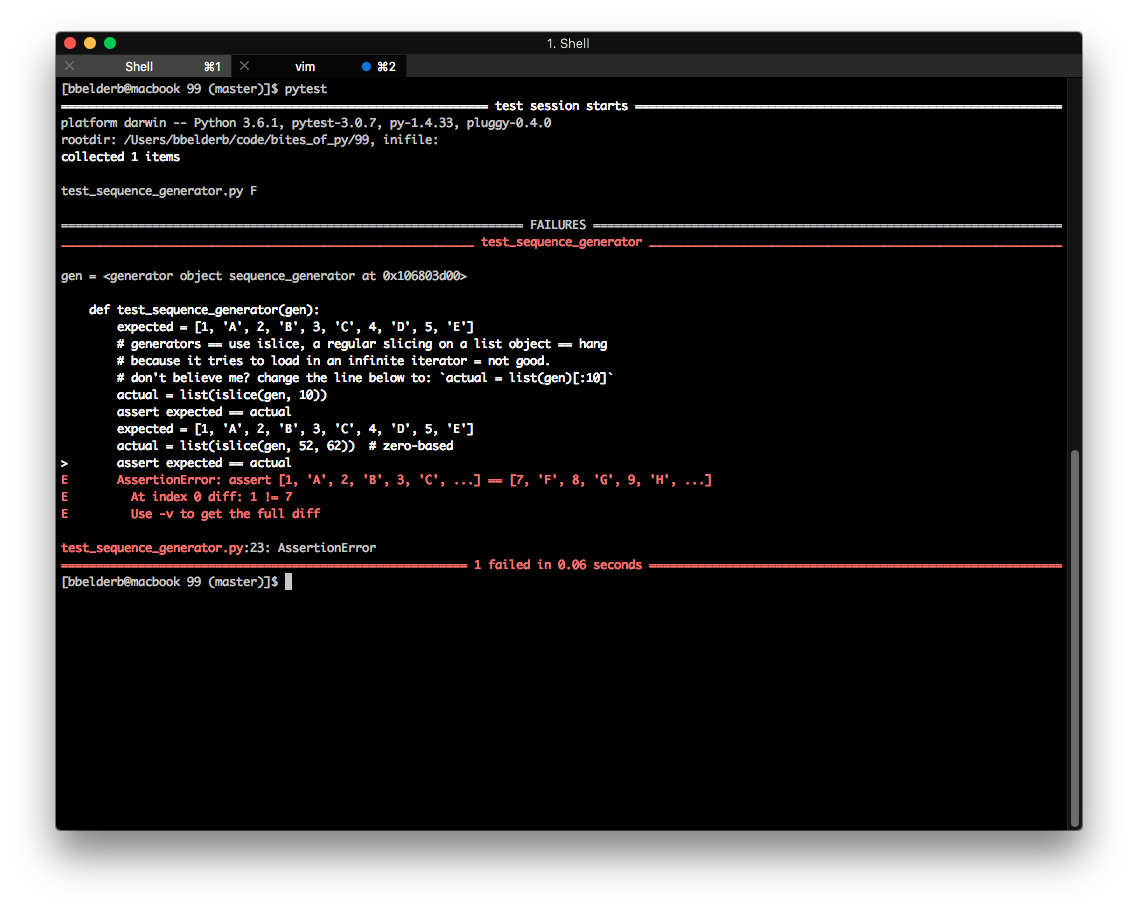 1. Shell
Shell ⌘1 vim ⌘2
[bbelderb@macbook 99 (master)]$ pytest
test session starts
platform darwin -- Python 3.6.1, pytest-3.0.7, py-1.4.33, pluggy-0.4.0
rootdir: /Users/bbelderb/code/bites_of_py/99, inifile:
collected 1 items
test_sequence_generator.py F
FAILURES
test_sequence_generator
gen = <generator object sequence_generator at 0x106803d00>
    def test_sequence_generator(gen):
        expected = [1, 'A', 2, 'B', 3, 'C', 4, 'D', 5, 'E']
        # generators == use islice, a regular slicing on a list object == hang
        # because it tries to load in an infinite iterator = not good.
        # don't believe me? change the line below to: `actual = list(gen)[:10]`
        actual = list(islice(gen, 10))
        assert expected == actual
        expected = [1, 'A', 2, 'B', 3, 'C', 4, 'D', 5, 'E']
        actual = list(islice(gen, 52, 62))  # zero-based
>       assert expected == actual
E       AssertionError: assert [1, 'A', 2, 'B', 3, 'C', ...] == [7, 'F', 8, 'G', 9, 'H', ...]
E         At index 0 diff: 1 != 7
E         Use -v to get the full diff
test_sequence_generator.py:23: AssertionError
1 failed in 0.06 seconds
[bbelderb@macbook 99 (master)]$